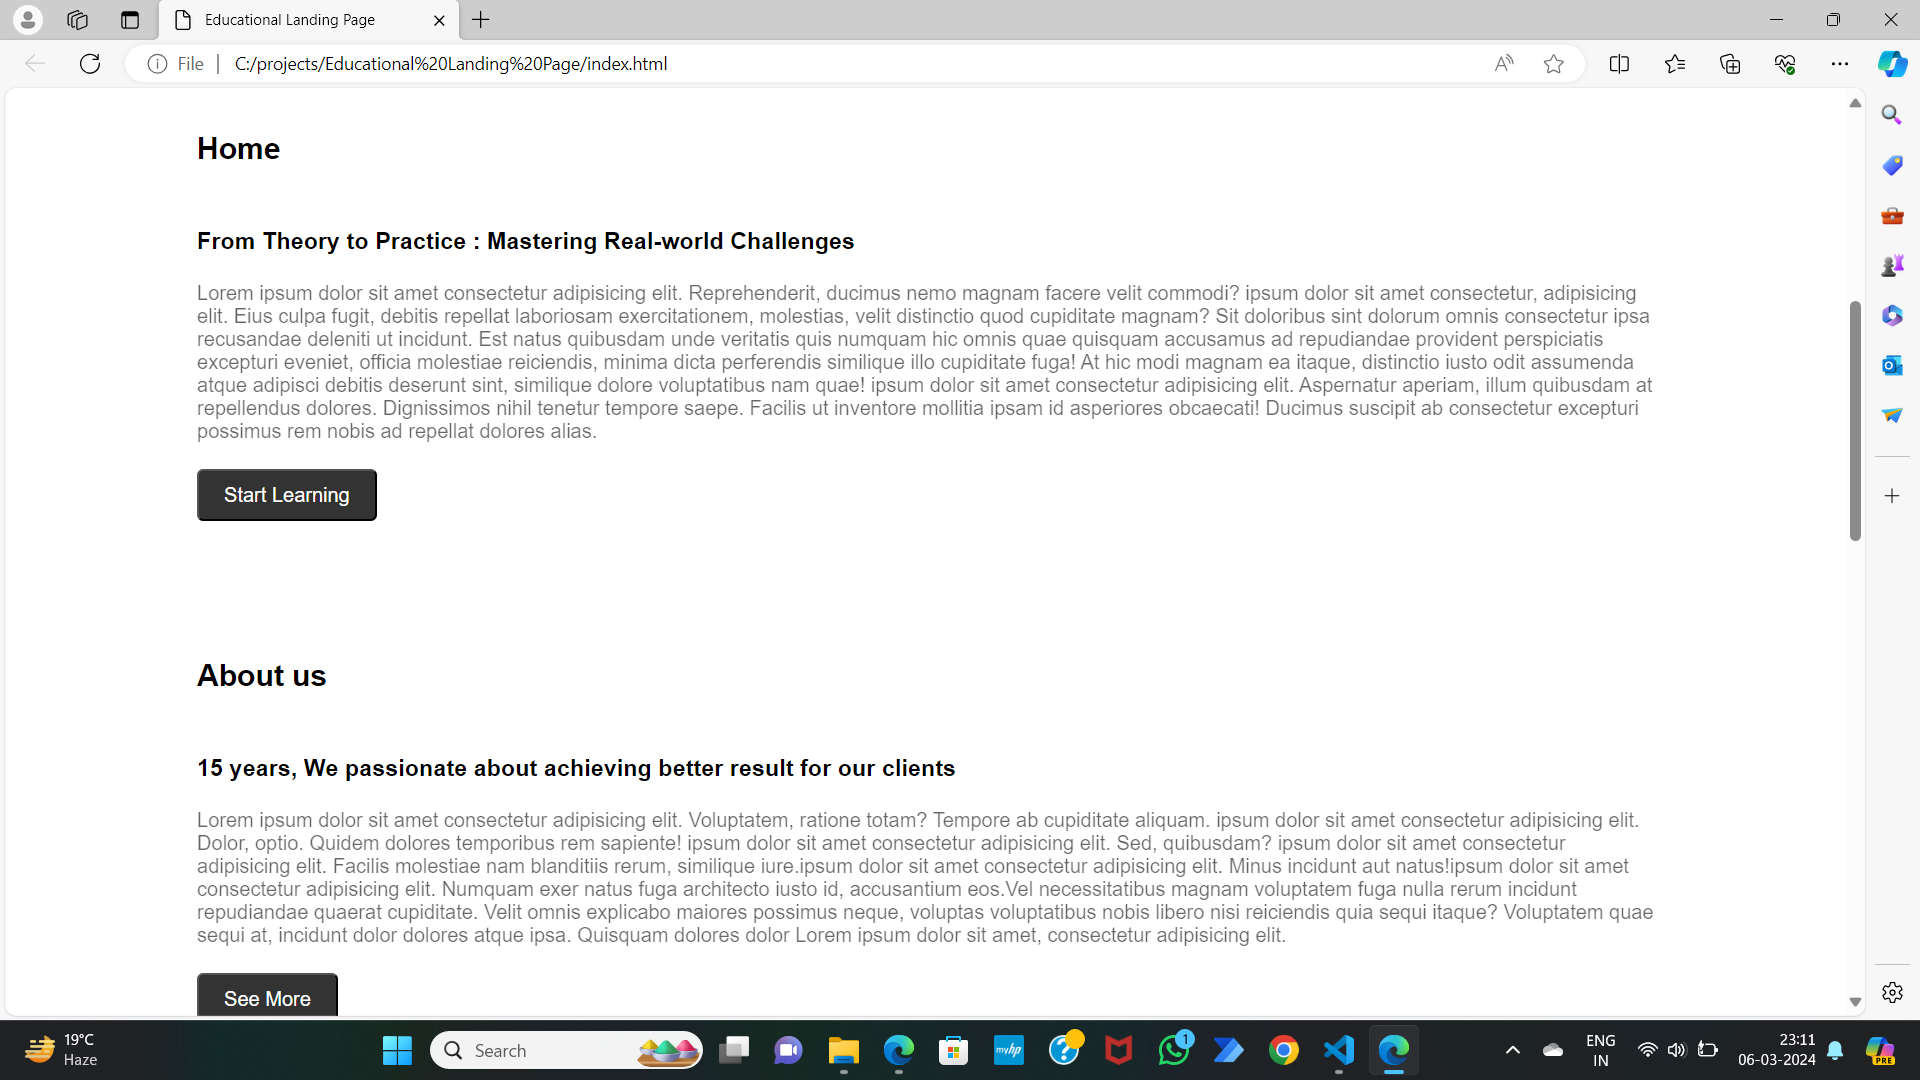 Educational Landing Page
File
C:/projects/Educational%20Landing%20Page/index.html
Home
From Theory to Practice : Mastering Real-world Challenges
Lorem ipsum dolor sit amet consectetur adipisicing elit. Reprehenderit, ducimus nemo magnam facere velit commodi? ipsum dolor sit amet consectetur, adipisicing
elit. Eius culpa fugit, debitis repellat laboriosam exercitationem, molestias, velit distinctio quod cupiditate magnam? Sit doloribus sint dolorum omnis consectetur ipsa
recusandae deleniti ut incidunt. Est natus quibusdam unde veritatis quis numquam hic omnis quae quisquam accusamus ad repudiandae provident perspiciatis
excepturi eveniet, officia molestiae reiciendis, minima dicta perferendis similique illo cupiditate fuga! At hic modi magnam ea itaque, distinctio iusto odit assumenda
atque adipisci debitis deserunt sint, similique dolore voluptatibus nam quae! ipsum dolor sit amet consectetur adipisicing elit. Aspernatur aperiam, illum quibusdam at
repellendus dolores. Dignissimos nihil tenetur tempore saepe. Facilis ut inventore mollitia ipsam id asperiores obcaecati! Ducimus suscipit ab consectetur excepturi
possimus rem nobis ad repellat dolores alias.
Start Learning
About us
15 years, We passionate about achieving better result for our clients
Lorem ipsum dolor sit amet consectetur adipisicing elit. Voluptatem, ratione totam? Tempore ab cupiditate aliquam. ipsum dolor sit amet consectetur adipisicing elit.
Dolor, optio. Quidem dolores temporibus rem sapiente! ipsum dolor sit amet consectetur adipisicing elit. Sed, quibusdam? ipsum dolor sit amet consectetur
adipisicing elit. Facilis molestiae nam blanditiis rerum, similique iure.ipsum dolor sit amet consectetur adipisicing elit. Minus incidunt aut natus!ipsum dolor sit amet
consectetur adipisicing elit. Numquam exer natus fuga architecto iusto id, accusantium eos.Vel necessitatibus magnam voluptatem fuga nulla rerum incidunt
repudiandae quaerat cupiditate. Velit omnis explicabo maiores possimus neque, voluptas voluptatibus nobis libero nisi reiciendis quia sequi itaque? Voluptatem quae
sequi at, incidunt dolor dolores atque ipsa. Quisquam dolores dolor Lorem ipsum dolor sit amet, consectetur adipisicing elit.
See More
19°C
Haze
Search
myhp
1
ENG
IN
23:11
06-03-2024
PRE